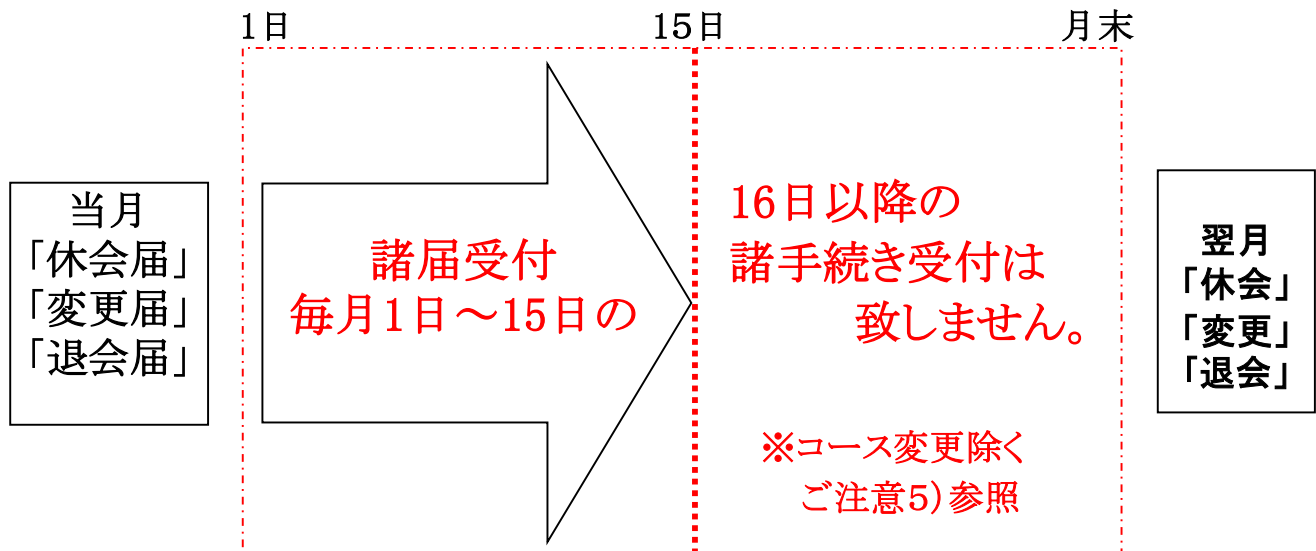 1日
15日
月末
当月
「休会届」
「変更届」
「退会届」
諸届受付
毎月1日～15日の
16日以降の
諸手続き受付は
致しません。
※コース変更除く
ご注意5)参照
翌月
「休会」
「変更」
「退会」